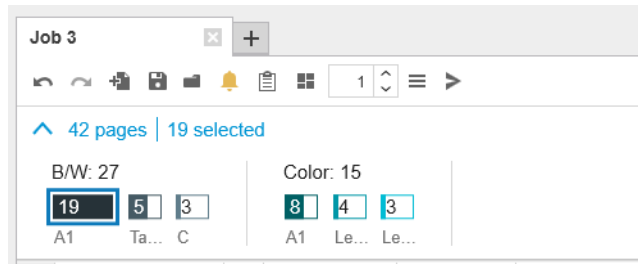 Job 3
1
42 pages 19 selected
B/W: 27 Color: 15
19 5 3 8 4 3
A1 Ta... C A1 Le... Le...